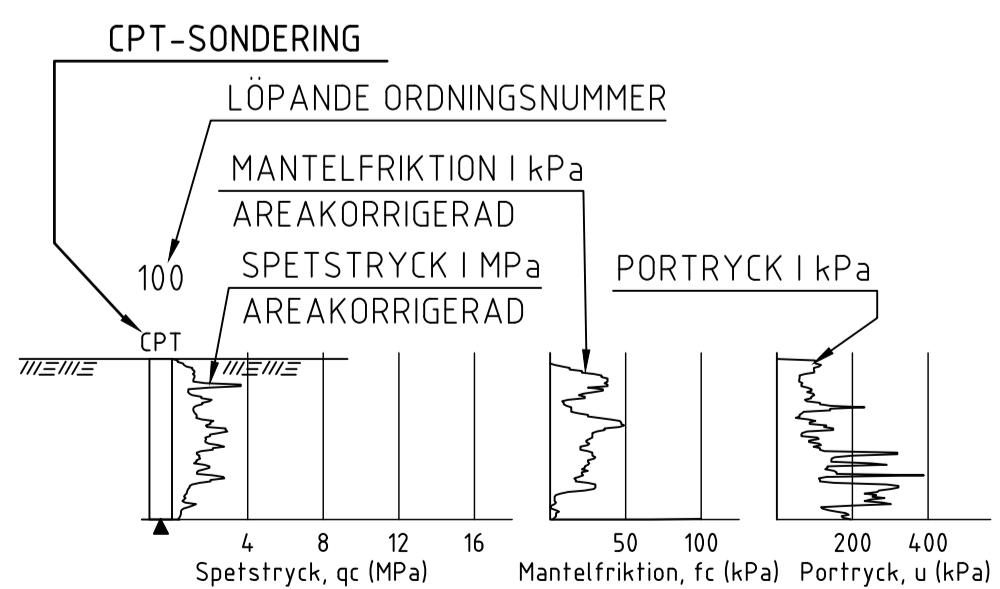 CPT-SONDERING
LÖPANDE ORDNINGSNUMMER
MANTELFRIKTION I kPa
AREAKORRIGERAD
100
SPETSTRYCK I MPa
AREAKORRIGERAD
PORTRYCK I kPa
CPT
4 8 12 16
Spetstryck, qc (MPa)
50 100
Mantelfriktion, fc (kPa)
200 400
Portryck, u (kPa)